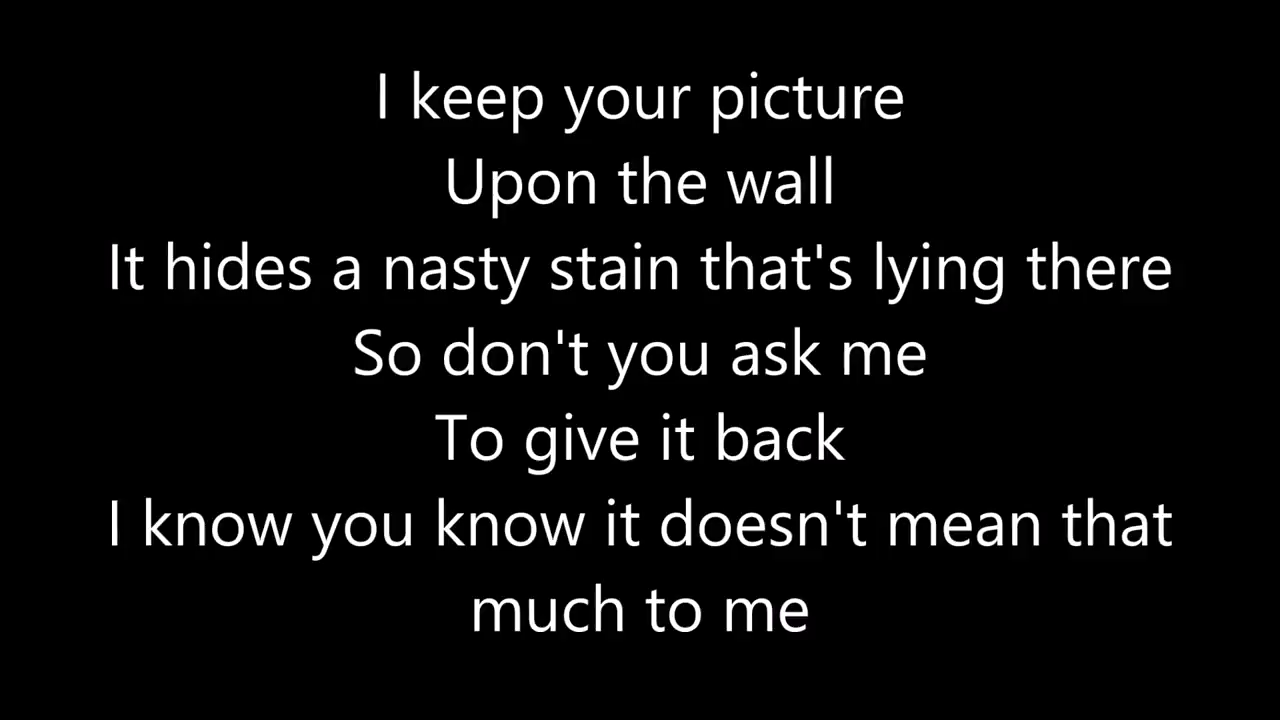 I keep your picture
Upon the wall
It hides a nasty stain that's lying there
So don't you ask me
To give it back
I know you know it doesn't mean that
much to me